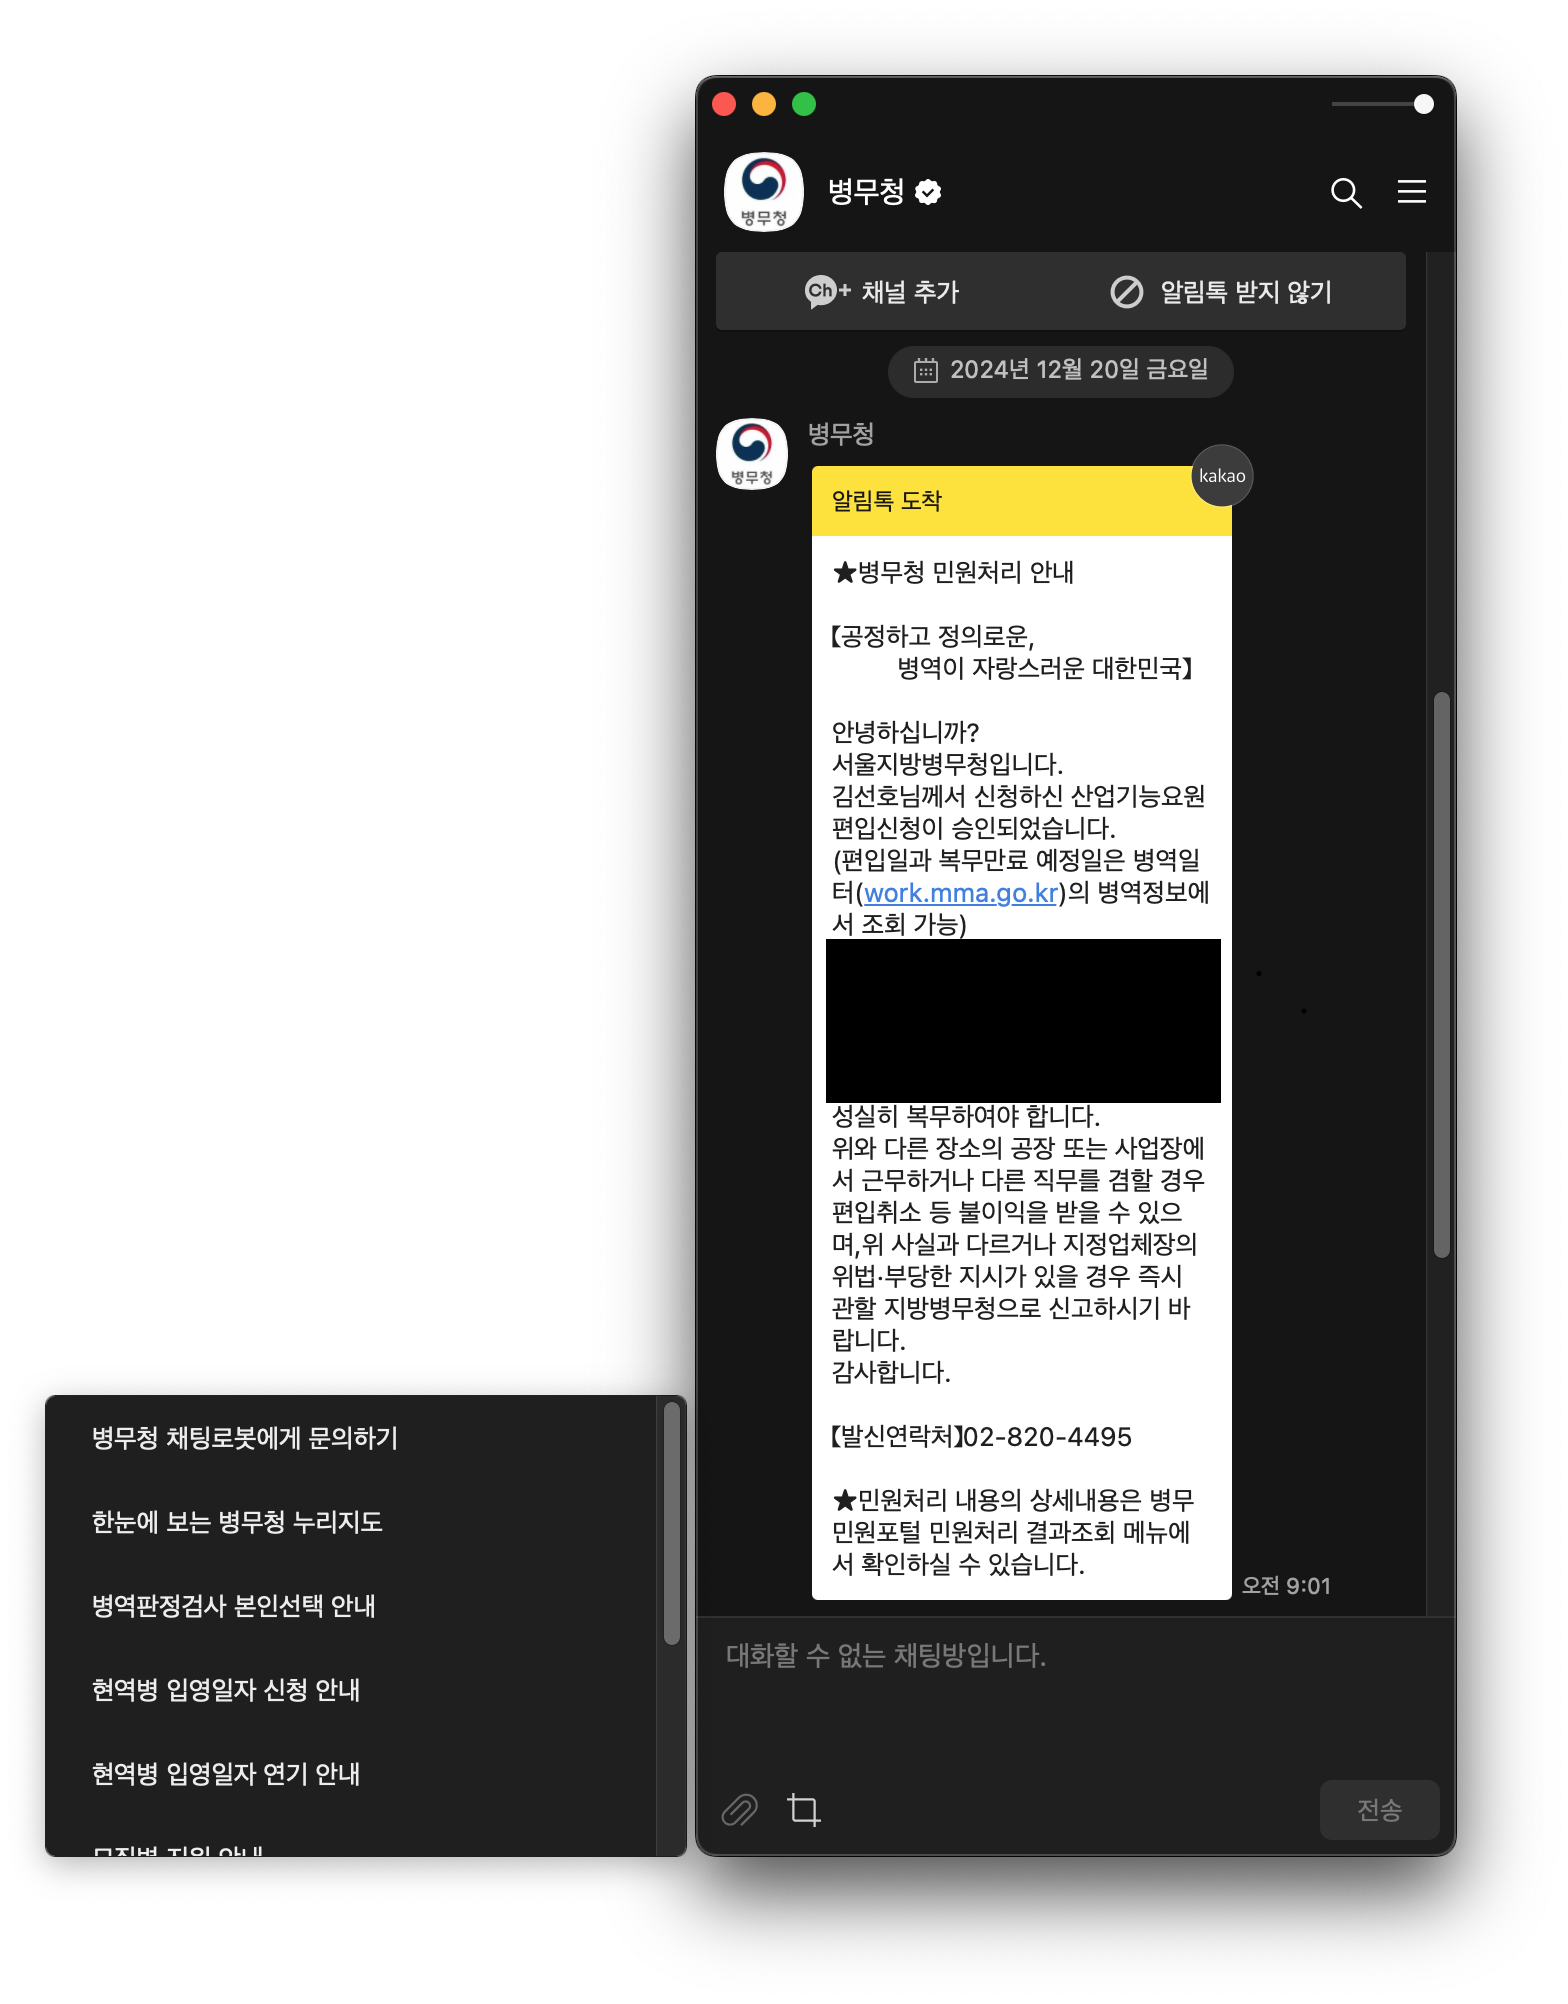 병무청
병무청
Ch+ 채널 추가
알림톡 받지 않기
2024년 12월 20일 금요일
병무청
병무청
kakao
알림톡 도착
★병무청 민원처리 안내
【공정하고 정의로운,
병역이 자랑스러운 대한민국】
안녕하십니까?
서울지방병무청입니다.
김선호님께서 신청하신 산업기능요원
편입신청이 승인되었습니다.
(편입일과 복무만료 예정일은 병역일
터(work.mma.go.kr)의 병역정보에
서 조회 가능)
성실히 복무하여야 합니다.
위와 다른 장소의 공장 또는 사업장에
서 근무하거나 다른 직무를 겸할 경우
편입취소 등 불이익을 받을 수 있으
며,위 사실과 다르거나 지정업체장의
위법·부당한 지시가 있을 경우 즉시
관할 지방병무청으로 신고하시기 바
랍니다.
감사합니다.
【발신연락처】02-820-4495
★민원처리 내용의 상세내용은 병무
민원포털 민원처리 결과조회 메뉴에
서 확인하실 수 있습니다.
오전 9:01
대화할 수 없는 채팅방입니다.
전송
병무청 채팅로봇에게 문의하기
한눈에 보는 병무청 누리지도
병역판정검사 본인선택 안내
현역병 입영일자 신청 안내
현역병 입영일자 연기 안내
모집병 지원 안내